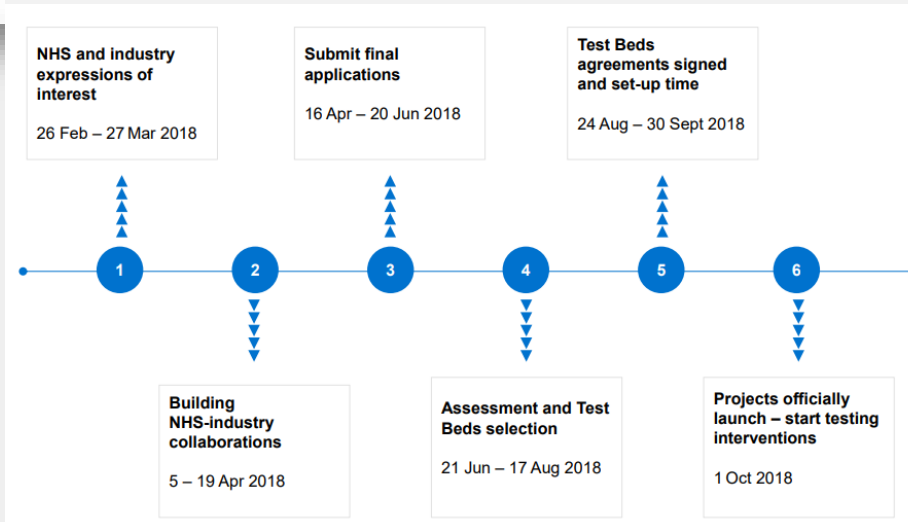 NHS and industry
expressions of
interest
26 Feb – 27 Mar 2018
Submit final
applications
16 Apr – 20 Jun 2018
Test Beds
agreements signed
and set-up time
24 Aug – 30 Sept 2018
1
2
3
4
5
6
Building
NHS-industry
collaborations
5 – 19 Apr 2018
Assessment and Test
Beds selection
21 Jun – 17 Aug 2018
Projects officially
launch – start testing
interventions
1 Oct 2018